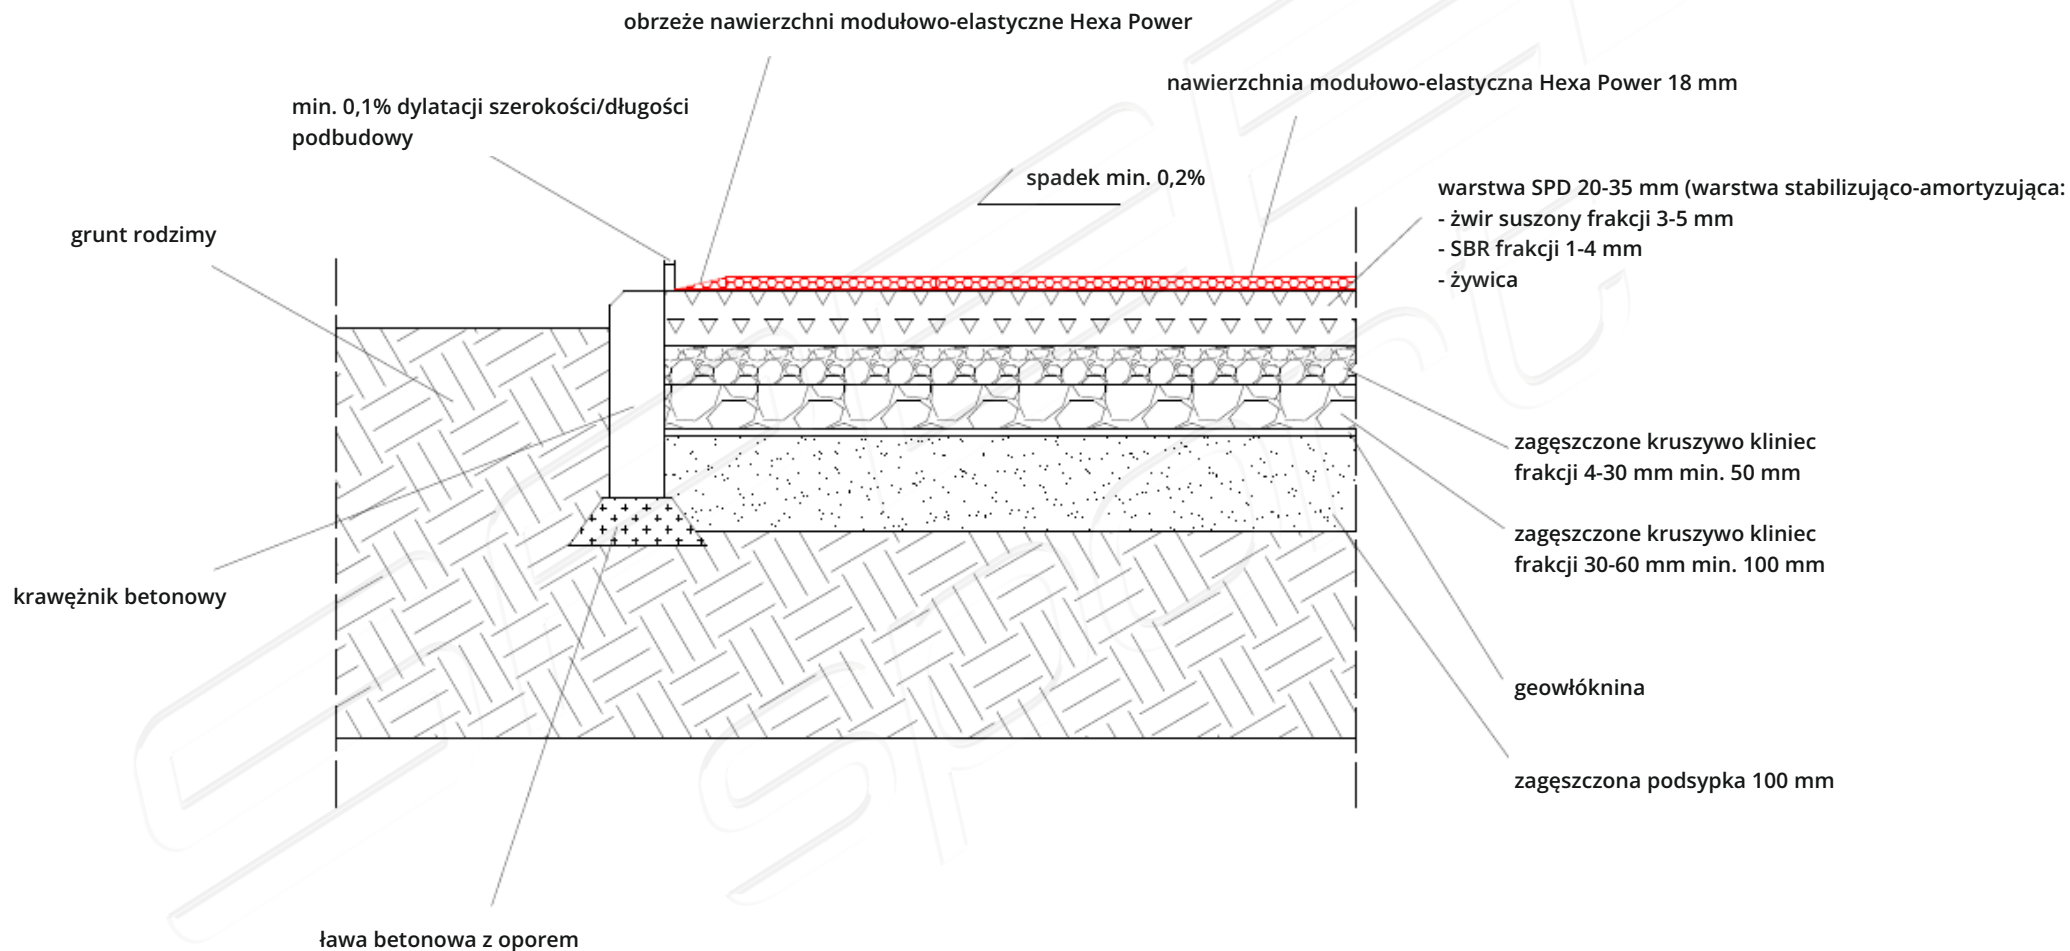 obrzeże nawierzchni modułowo-elastyczne Hexa Power
nawierzchnia modułowo-elastyczna Hexa Power 18 mm
min. 0,1% dylatacji szerokości/długości
podbudowy
spadek min. 0,2%
warstwa SPD 20-35 mm (warstwa stabilizująco-amortyzująca:
- żwir suszony frakcji 3-5 mm
- SBR frakcji 1-4 mm
- żywica
grunt rodzimy
zagęszczone kruszywo kliniec
frakcji 4-30 mm min. 50 mm
zagęszczone kruszywo kliniec
frakcji 30-60 mm min. 100 mm
krawężnik betonowy
geowłóknina
zagęszczona podsypka 100 mm
ława betonowa z oporem